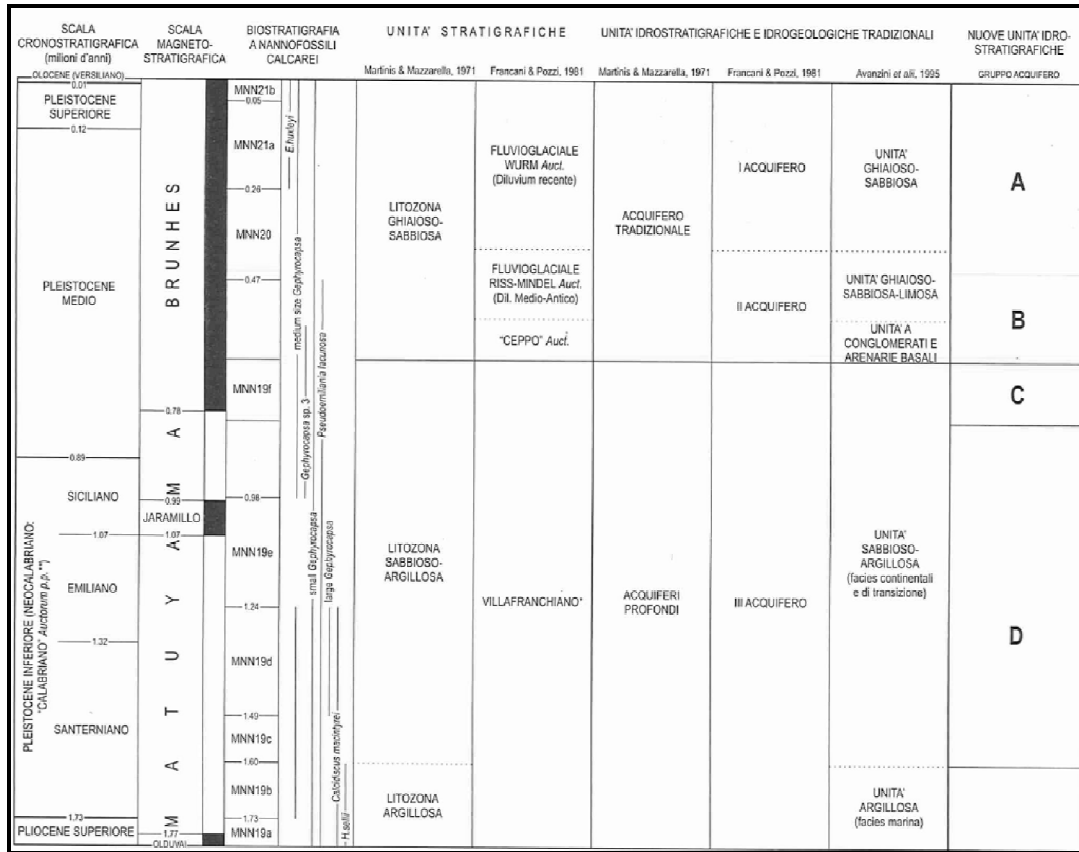 SCALA
CRONOSTRATIGRAFICA
(milioni d'anni)
SCALA
MAGNETO-
STRATIGRAFICA
BIOSTRATIGRAFIA
A NANNOFOSSILI
CALCAREI
UNITA' STRATIGRAFICHE
UNITA' IDROSTRATIGRAFICHE E IDROGEOLOGICHE TRADIZIONALI
NUOVE UNITA' IDRO-
STRATIGRAFICHE
Martinis & Mazzarella, 1971
Francani & Pozzi, 1981
Martinis & Mazzarella, 1971
Francani & Pozzi, 1981
Avanzini et alii, 1995
GRUPPO ACQUIFERO
OLOCENE (VERSILIANO)
0.01
PLEISTOCENE
SUPERIORE
0.12
PLEISTOCENE
MEDIO
0.89
PLEISTOCENE INFERIORE (NEOCALABRIANO:
"CALABRIANO" Auctorum p.p. **)
SICILIANO
1.07
EMILIANO
1.32
SANTERNIANO
1.73
PLIOCENE SUPERIORE
BRUNHES
0.78
MATUYAMA
0.99
JARAMILLO
1.07
1.77
OLDUVAI
MNN21b
0.05
MNN21a
0.26
MNN20
0.47
MNN19f
0.96
MNN19e
1.24
MNN19d
1.49
MNN19c
1.60
MNN19b
1.73
MNN19a
E.huxleyi
medium size Gephyrocapsa
Gephyrocapsa sp. 3
small Gephyrocapsa
Pseudoemiliania lacunosa
large Gephyrocapsa
Calcidiscus macintyrei
H.sellii
LITOZONA
GHIAIOSO-
SABBIOSA
LITOZONA
SABBIOSO-
ARGILLOSA
LITOZONA
ARGILLOSA
FLUVIOGLACIALE
WURM Auct.
(Diluvium recente)
FLUVIOGLACIALE
RISS-MINDEL Auct.
(Dil. Medio-Antico)
"CEPPO" Auct.
VILLAFRANCHIANO*
ACQUIFERO
TRADIZIONALE
ACQUIFERI
PROFONDI
I ACQUIFERO
II ACQUIFERO
III ACQUIFERO
UNITA'
GHIAIOSO-
SABBIOSA
UNITA' GHIAIOSO-
SABBIOSA-LIMOSA
UNITA' A
CONGLOMERATI E
ARENARIE BASALI
UNITA'
SABBIOSO-
ARGILLOSA
(facies continentali
e di transizione)
UNITA'
ARGILLOSA
(facies marina)
A
B
C
D